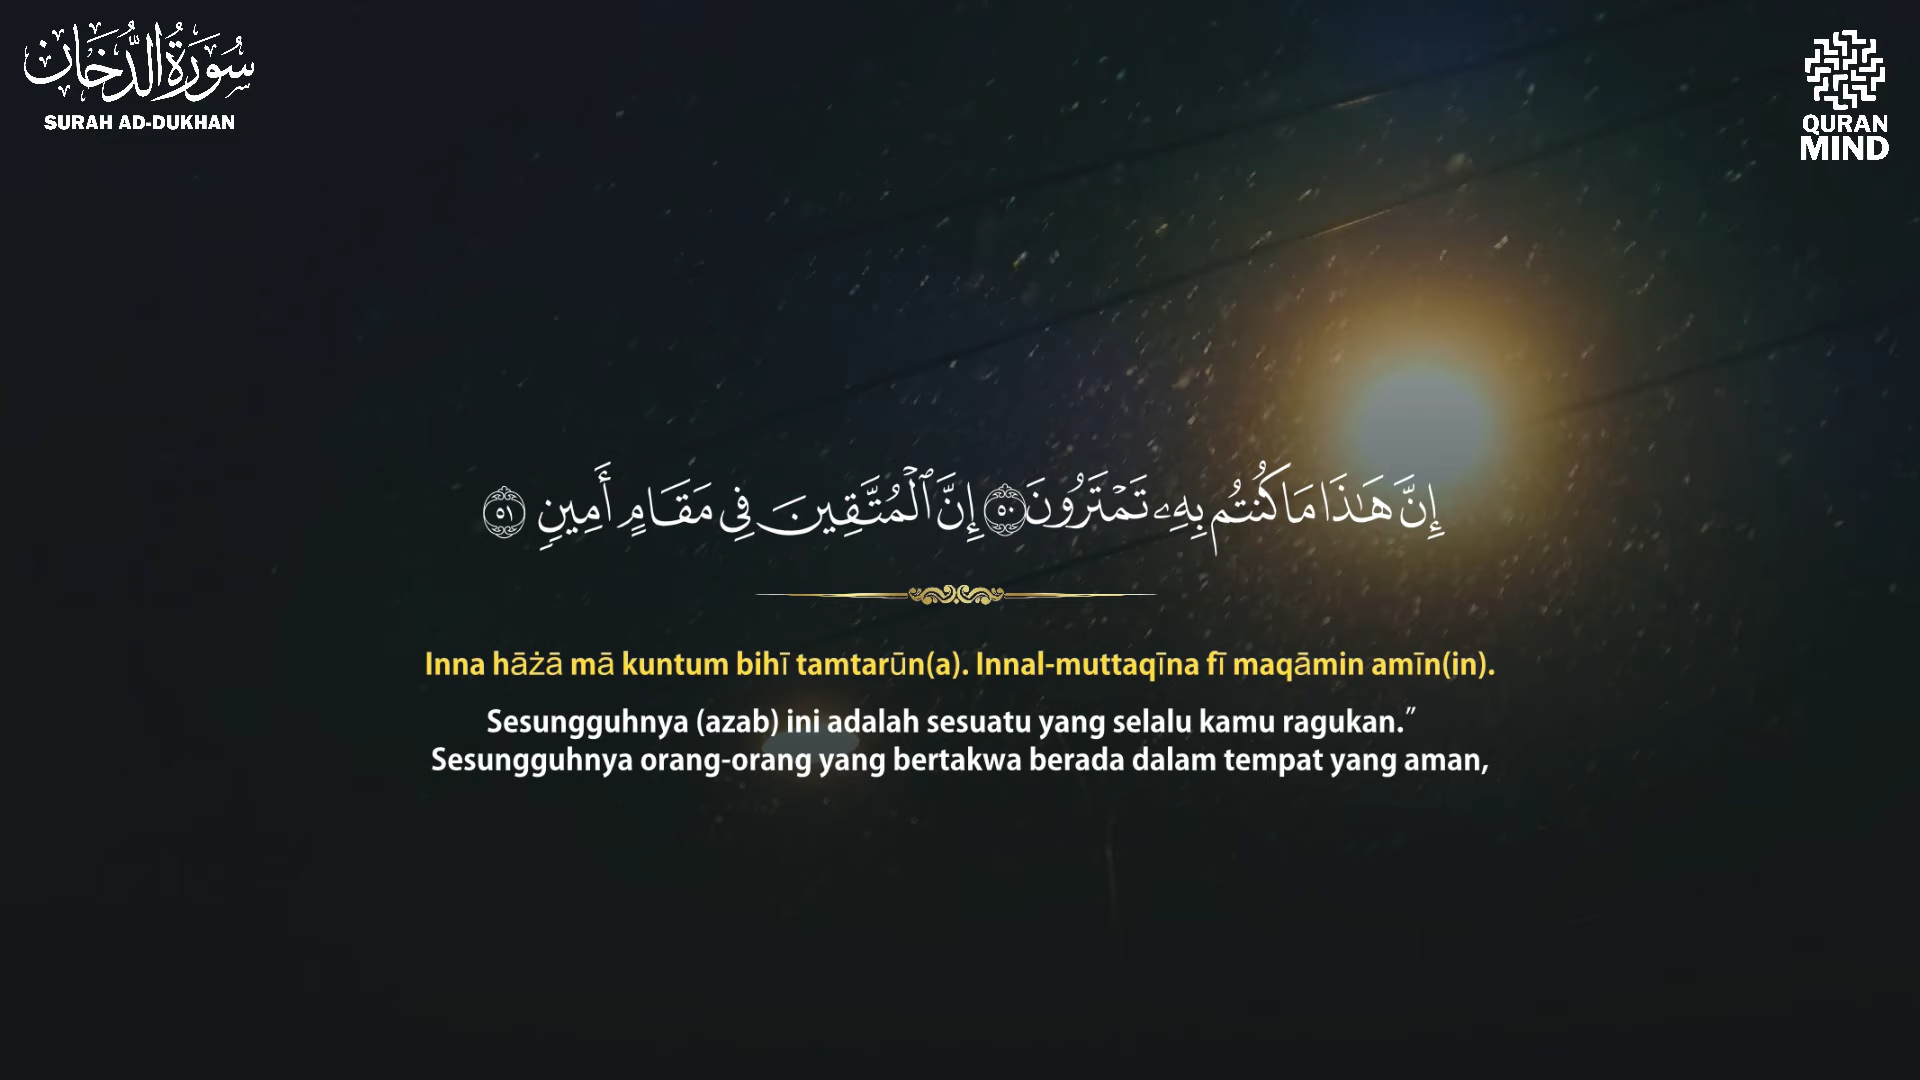 سُورَةُ الدُّخَان
SURAH AD-DUKHAN
QURAN
MIND
إِنَّ هَـٰذَا مَا كُنتُم بِهِۦ تَمْتَرُونَ ٥٠ إِنَّ ٱلْمُتَّقِينَ فِى مَقَامٍ أَمِينٍ ٥١
Inna hāżā mā kuntum bihī tamtarūn(a). Innal-muttaqīna fī maqāmin amīn(in).
Sesungguhnya (azab) ini adalah sesuatu yang selalu kamu ragukan.”
Sesungguhnya orang-orang yang bertakwa berada dalam tempat yang aman,